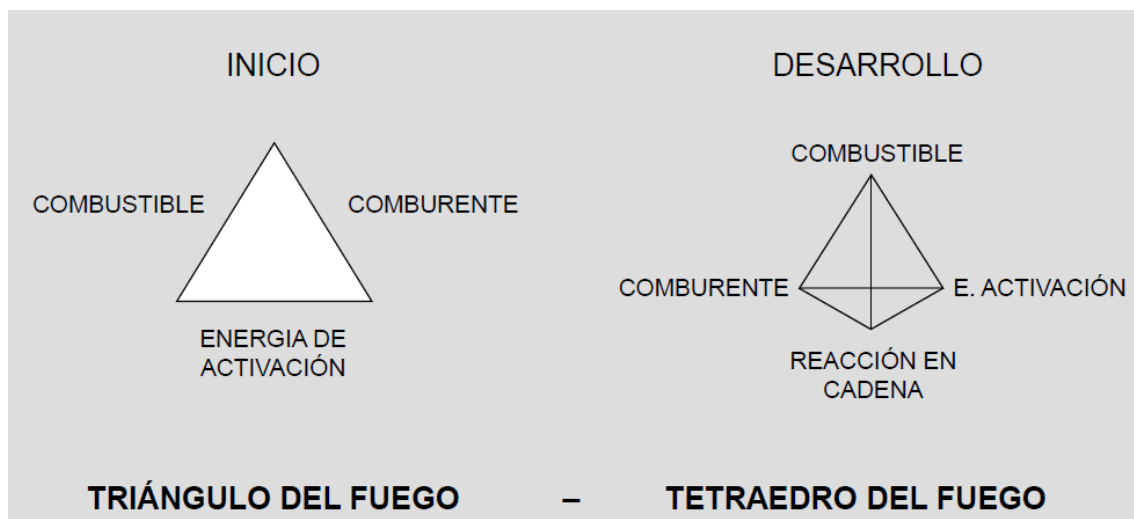 INICIO
DESARROLLO
COMBUSTIBLE
COMBURENTE
ENERGIA DE
ACTIVACIÓN
COMBUSTIBLE
COMBURENTE
E. ACTIVACIÓN
REACCIÓN EN
CADENA
TRIÁNGULO DEL FUEGO – TETRAEDRO DEL FUEGO